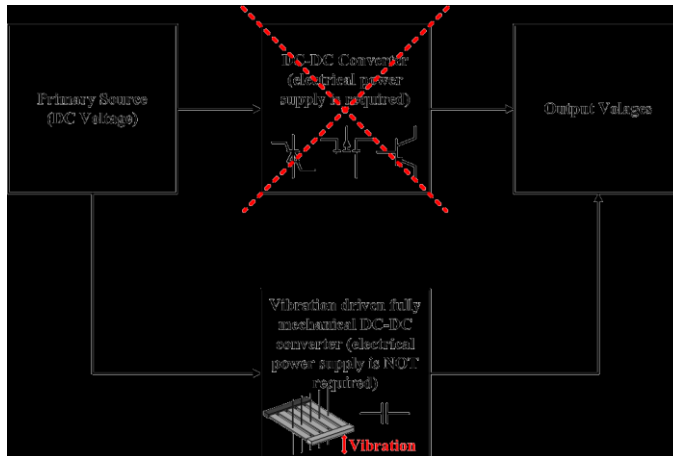 Primary Source
(DC Voltage)
DC-DC Converter
(electrical power
supply is required)
Output Volages
Vibration driven fully
mechanical DC-DC
converter (electrical
power supply is NOT
required)
Vibration